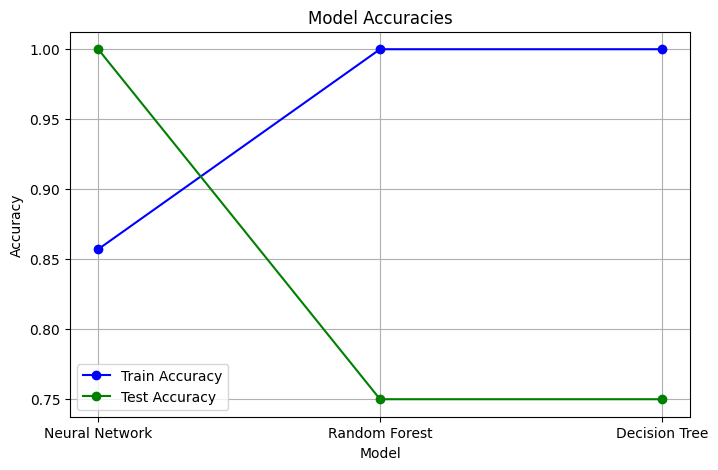 Model Accuracies
Accuracy
1.00
0.95
0.90
0.85
0.80
0.75
Train Accuracy
Test Accuracy
Neural Network
Random Forest
Decision Tree
Model